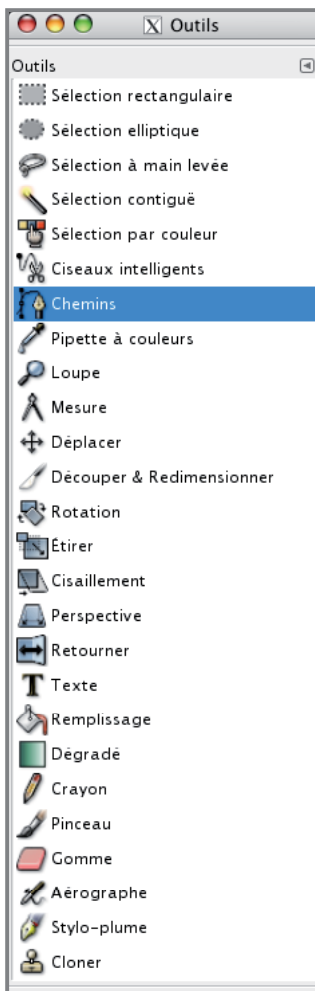 Outils
Outils
Sélection rectangulaire
Sélection elliptique
Sélection à main levée
Sélection contiguë
Sélection par couleur
Ciseaux intelligents
Chemins
Pipette à couleurs
Loupe
Mesure
Déplacer
Découper & Redimensionner
Rotation
Étirer
Cisaillement
Perspective
Retourner
Texte
Remplissage
Dégradé
Crayon
Pinceau
Gomme
Aérographe
Stylo-plume
Cloner